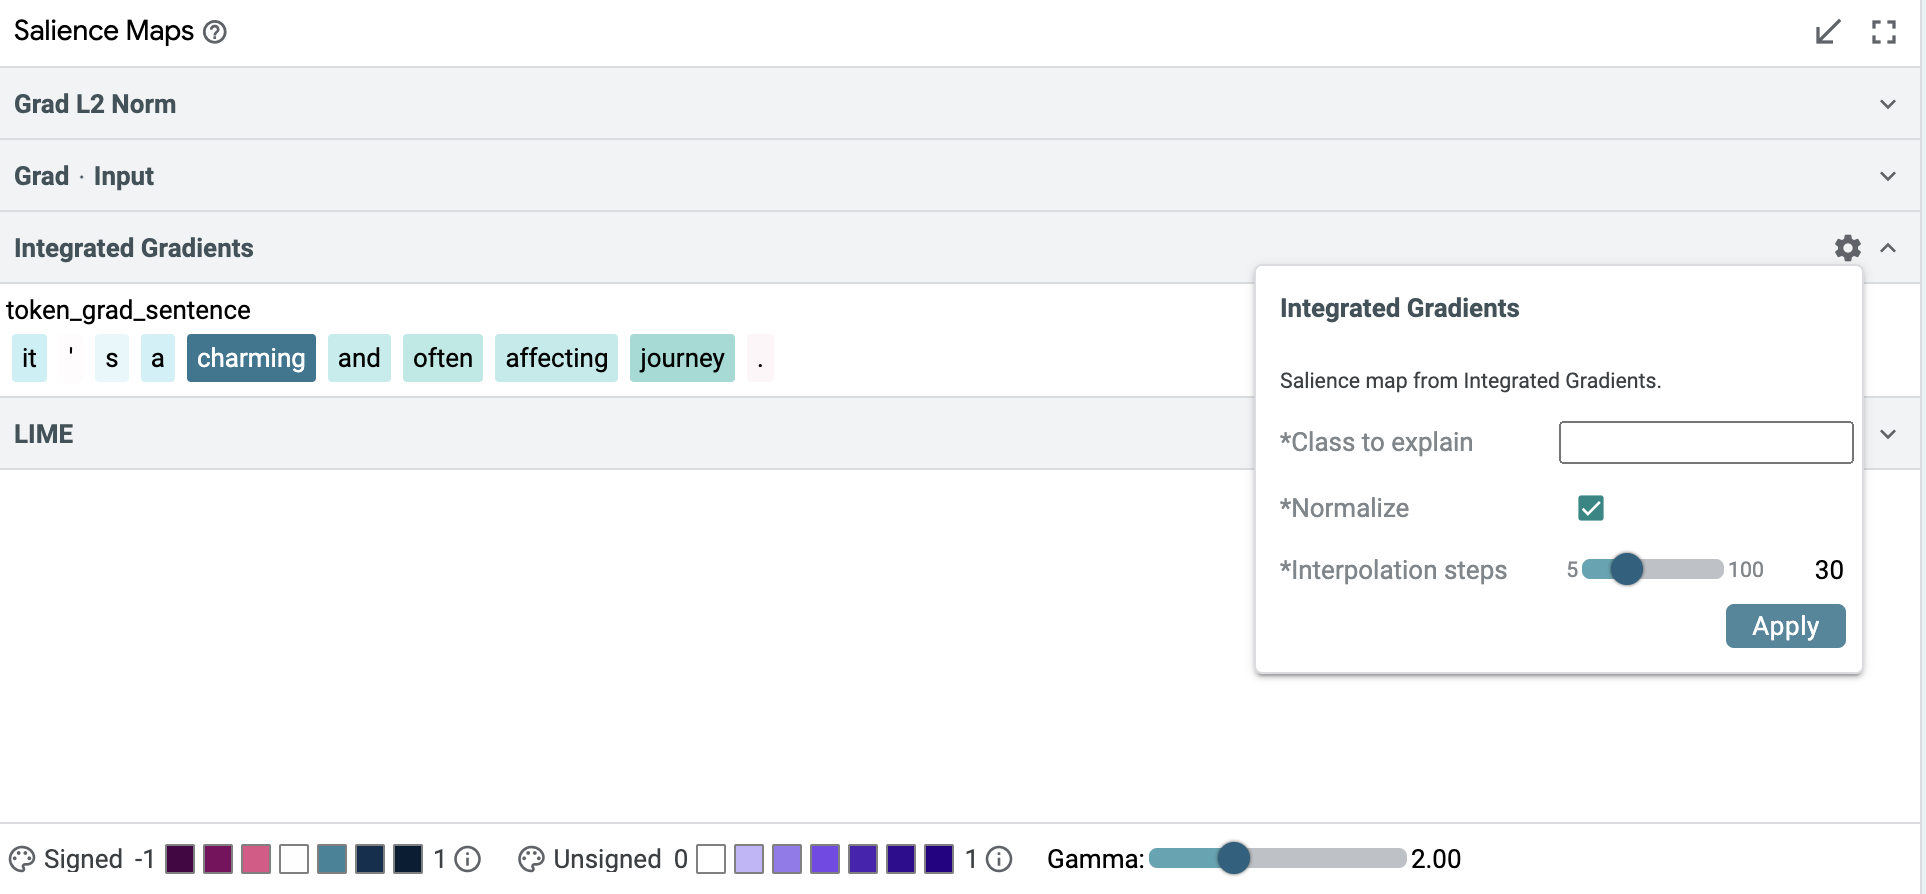 Salience Maps
Grad L2 Norm
Grad · Input
Integrated Gradients
token_grad_sentence
it ' s a charming and often affecting journey .
LIME
Integrated Gradients
Salience map from Integrated Gradients.
*Class to explain
*Normalize
*Interpolation steps 5 100 30
Apply
Signed -1 1 Unsigned 0 1 Gamma: 2.00